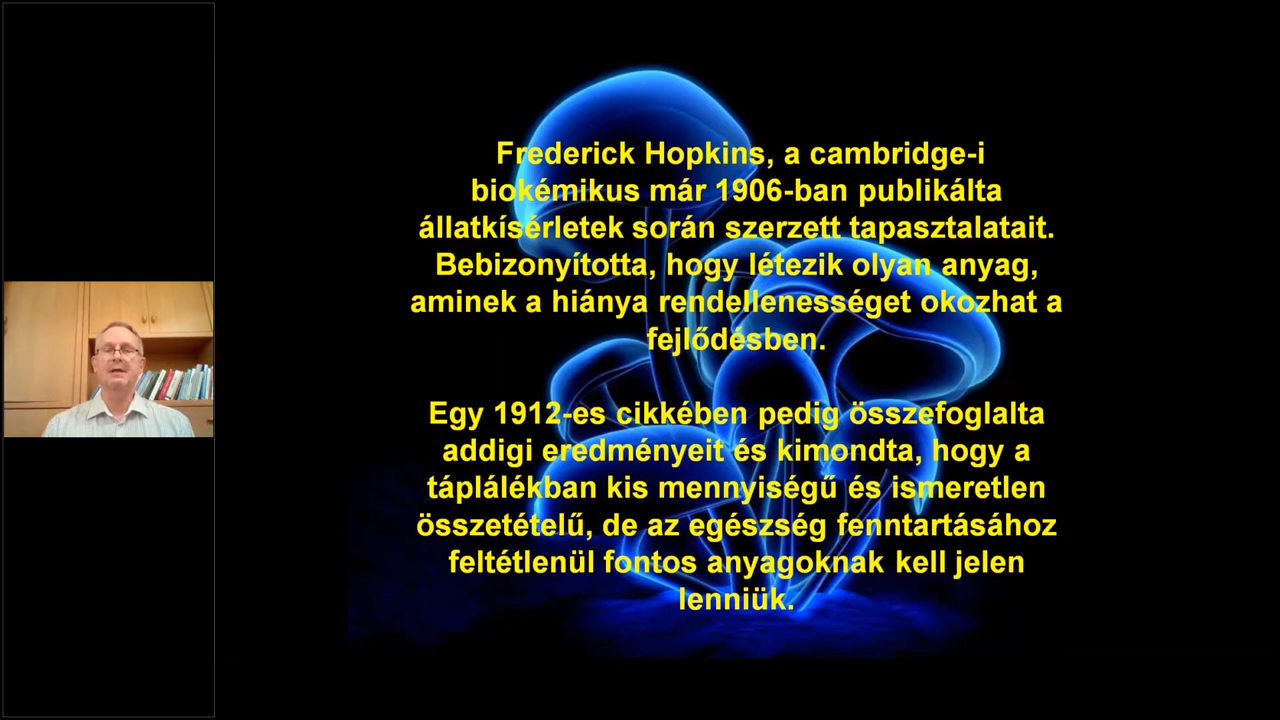 Frederick Hopkins, a cambridge-i
biokémikus már 1906-ban publikálta
állatkísérletek során szerzett tapasztalatait.
Bebizonyította, hogy létezik olyan anyag,
aminek a hiánya rendellenességet okozhat a
fejlődésben.
Egy 1912-es cikkében pedig összefoglalta
addigi eredményeit és kimondta, hogy a
táplálékban kis mennyiségű és ismeretlen
összetételű, de az egészség fenntartásához
feltétlenül fontos anyagoknak kell jelen
lenniük.